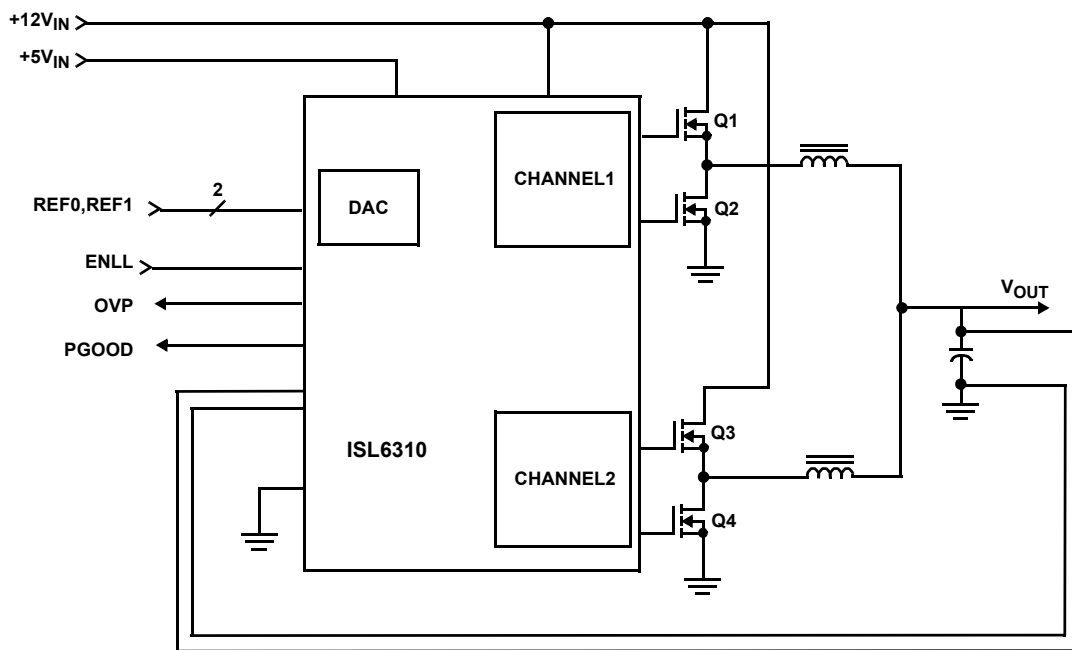 +12VIN
+5VIN
Q1
CHANNEL1
2
REF0,REF1
DAC
Q2
ENLL
VOUT
OVP
PGOOD
Q3
ISL6310
CHANNEL2
Q4